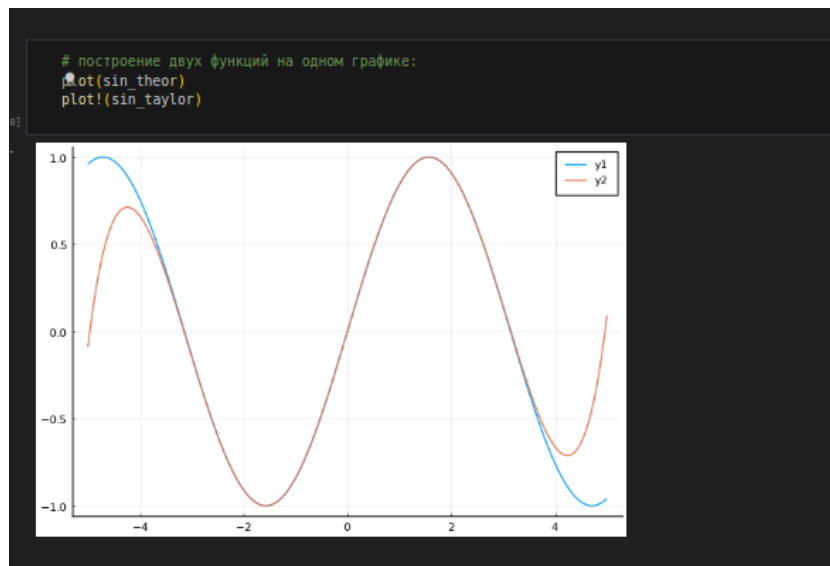 # построение двух функций на одном графике:
plot(sin_theor)
plot!(sin_taylor)
1.0
0.5
0.0
−0.5
−1.0
−4
−2
0
2
4
y1
y2